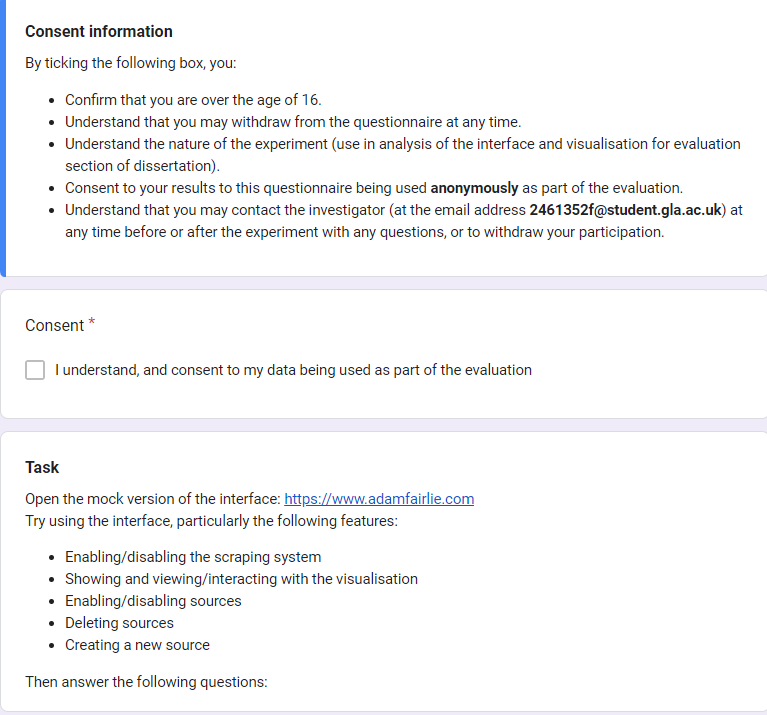 Consent information
By ticking the following box, you:
• Confirm that you are over the age of 16.
• Understand that you may withdraw from the questionnaire at any time.
• Understand the nature of the experiment (use in analysis of the interface and visualisation for evaluation
section of dissertation).
• Consent to your results to this questionnaire being used anonymously as part of the evaluation.
• Understand that you may contact the investigator (at the email address 2461352f@student.gla.ac.uk) at
any time before or after the experiment with any questions, or to withdraw your participation.
Consent *
I understand, and consent to my data being used as part of the evaluation
Task
Open the mock version of the interface: https://www.adamfairlie.com
Try using the interface, particularly the following features:
• Enabling/disabling the scraping system
• Showing and viewing/interacting with the visualisation
• Enabling/disabling sources
• Deleting sources
• Creating a new source
Then answer the following questions: